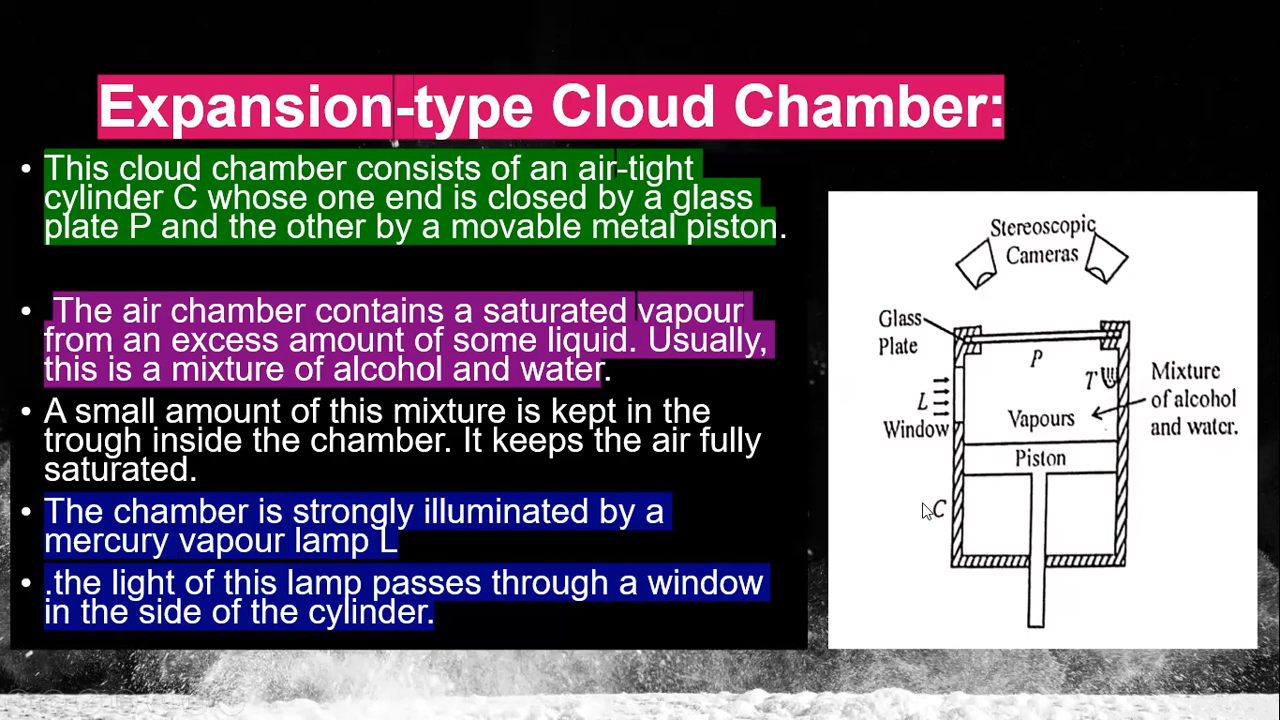 Expansion-type Cloud Chamber:
• This cloud chamber consists of an air-tight
cylinder C whose one end is closed by a glass
plate P and the other by a movable metal piston.
• The air chamber contains a saturated vapour
from an excess amount of some liquid. Usually,
this is a mixture of alcohol and water.
• A small amount of this mixture is kept in the
trough inside the chamber. It keeps the air fully
saturated.
• The chamber is strongly illuminated by a
mercury vapour lamp L
• .the light of this lamp passes through a window
in the side of the cylinder.
Stereoscopic
Cameras
Glass
Plate
P
T
L
Window
Vapours
Mixture
of alcohol
and water.
Piston
C